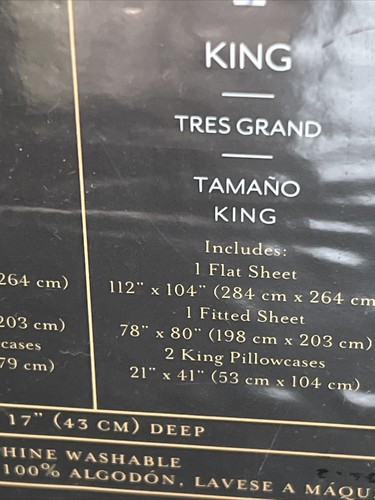 KING
TRES GRAND
TAMAÑO
KING
Includes:
1 Flat Sheet
112" x 104" (284 cm x 264 cm
1 Fitted Sheet
78" x 80" (198 cm x 203 cm)
2 King Pillowcases
21" x 41" (53 cm x 104 cm)
264 cm)
203 cm)
cases
79 cm)
17" (43 CM) DEEP
HINE WASHABLE
100% ALGODÓN, LAVESE A MÁQU